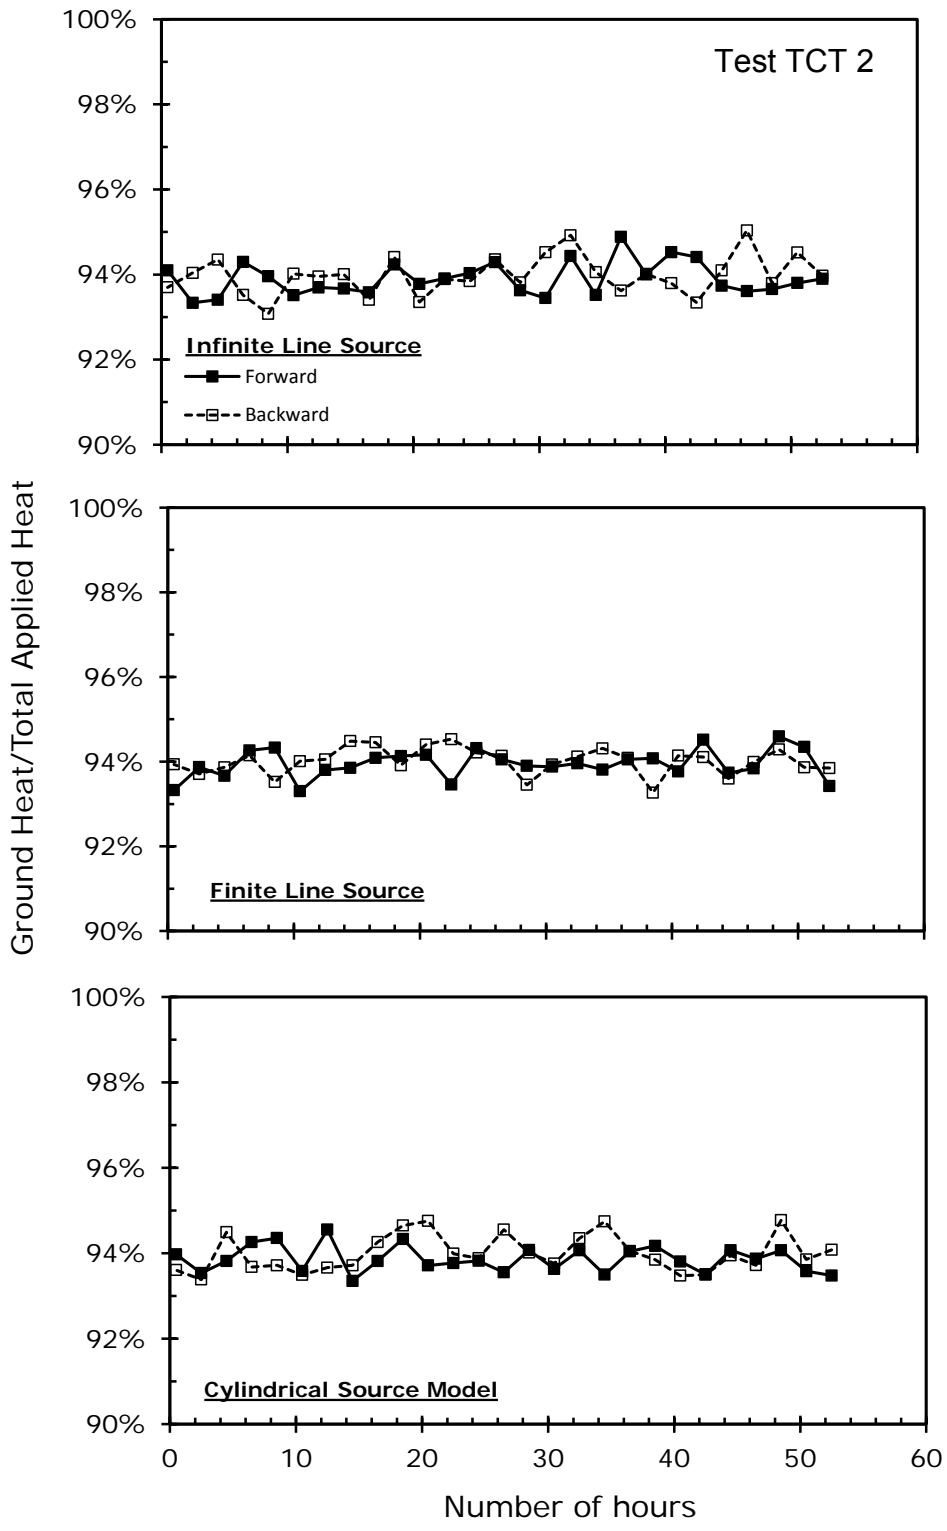 Test TCT 2
100%
98%
96%
94%
92%
90%
Infinite Line Source
Forward
Backward
Ground Heat/Total Applied Heat
100%
98%
96%
94%
92%
90%
Finite Line Source
100%
98%
96%
94%
92%
90%
Cylindrical Source Model
0 10 20 30 40 50 60
Number of hours